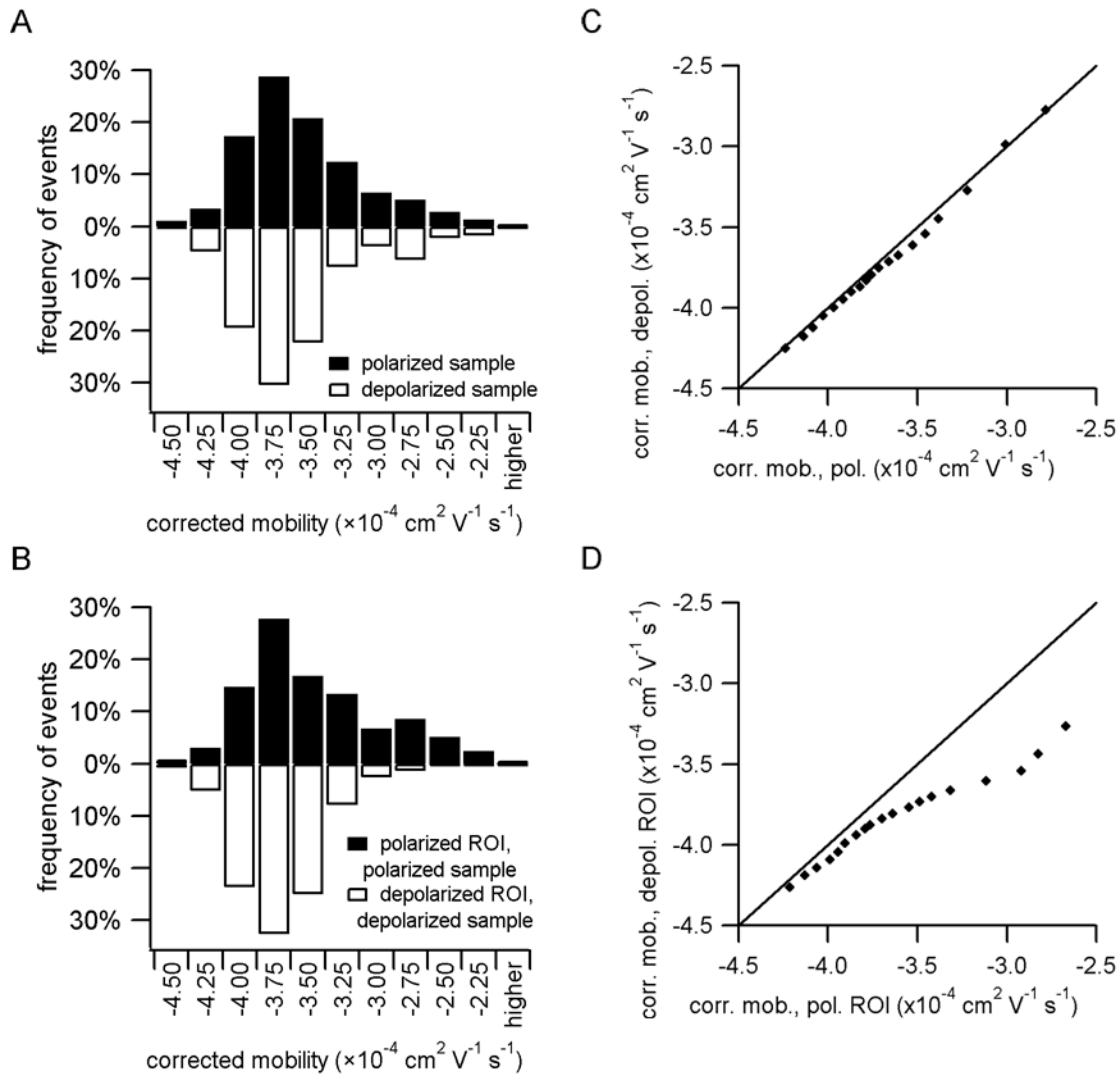 A
30%
20%
10%
0%
10%
20%
30%
frequency of events
polarized sample
depolarized sample
-4.50
-4.25
-4.00
-3.75
-3.50
-3.25
-3.00
-2.75
-2.50
-2.25
higher
corrected mobility (×10⁻⁴ cm² V⁻¹ s⁻¹)
C
-2.5
-3.0
-3.5
-4.0
-4.5
corr. mob., depol. (x10⁻⁴ cm² V⁻¹ s⁻¹)
-4.5
-4.0
-3.5
-3.0
-2.5
corr. mob., pol. (x10⁻⁴ cm² V⁻¹ s⁻¹)
B
30%
20%
10%
0%
10%
20%
30%
frequency of events
polarized ROI,
polarized sample
depolarized ROI,
depolarized sample
-4.50
-4.25
-4.00
-3.75
-3.50
-3.25
-3.00
-2.75
-2.50
-2.25
higher
corrected mobility (×10⁻⁴ cm² V⁻¹ s⁻¹)
D
-2.5
-3.0
-3.5
-4.0
-4.5
corr. mob., depol. ROI (x10⁻⁴ cm² V⁻¹ s⁻¹)
-4.5
-4.0
-3.5
-3.0
-2.5
corr. mob., pol. ROI (x10⁻⁴ cm² V⁻¹ s⁻¹)